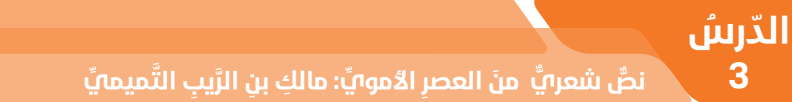 الدّرسُ
3
نصٌّ شعريٌّ منَ العصرِ الأمويِّ: مالكِ بنِ الرَّيبِ التَّميميِّ